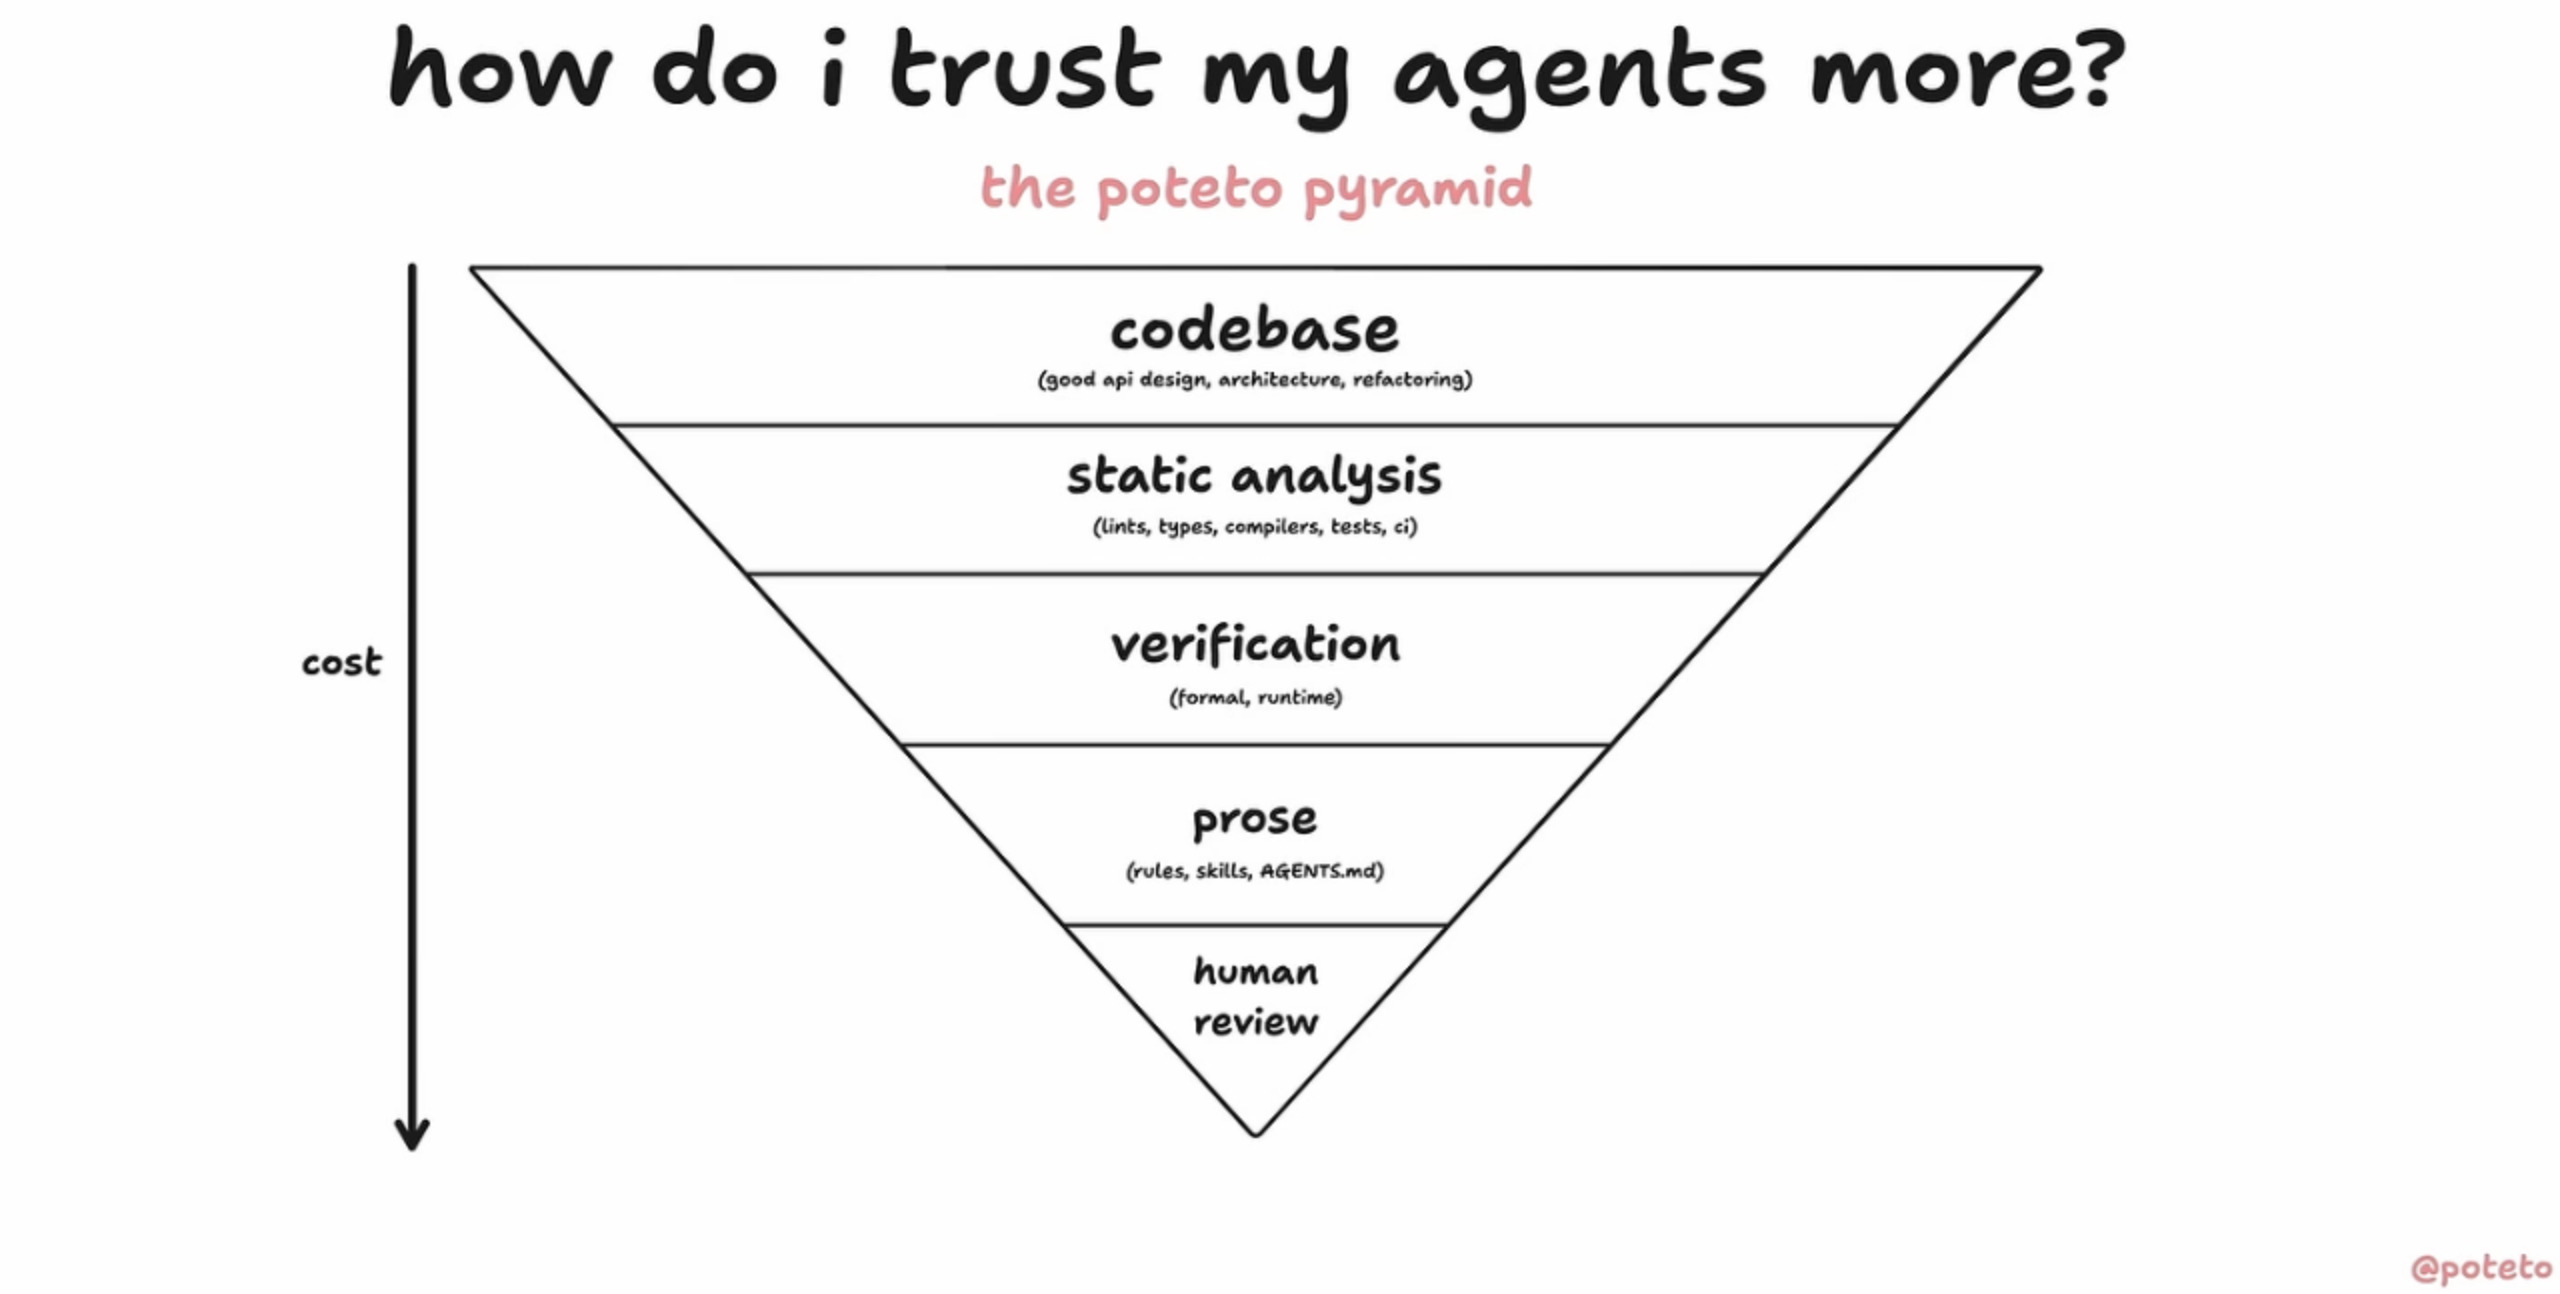 how do i trust my agents more?
the poteto pyramid
codebase
(good api design, architecture, refactoring)
static analysis
(lints, types, compilers, tests, ci)
verification
(formal, runtime)
cost
prose
(rules, skills, AGENTS.md)
human
review
@poteto